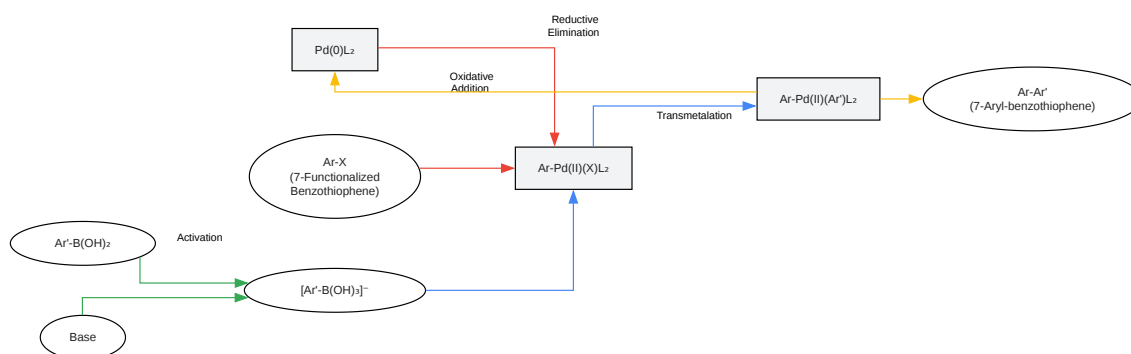 Reductive
Elimination
Pd(0)L₂
Oxidative
Addition
Ar-Pd(II)(Ar')L₂
Ar-Ar'
(7-Aryl-benzothiophene)
Transmetalation
Ar-X
(7-Functionalized
Benzothiophene)
Ar-Pd(II)(X)L₂
Ar'-B(OH)₂
Activation
[Ar'-B(OH)₃]⁻
Base